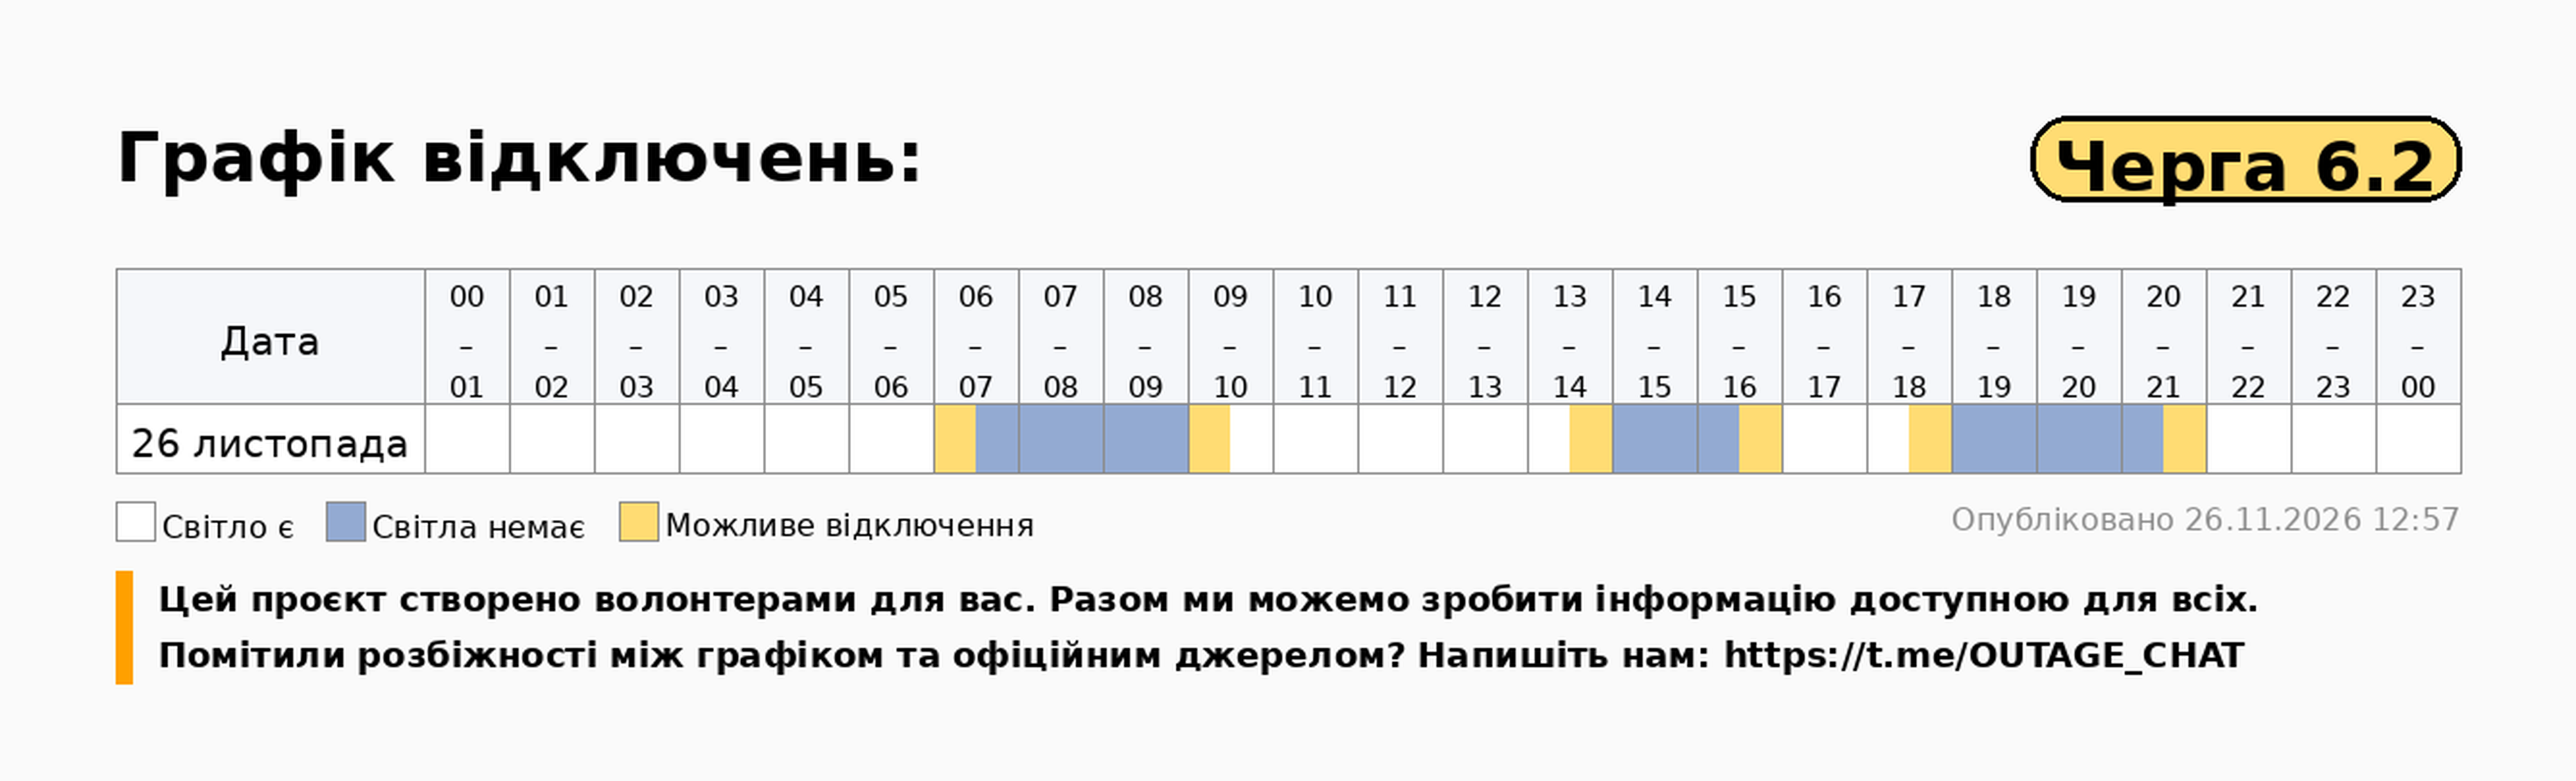 Графік відключень:
Черга 6.2
Дата 00 – 01 01 – 02 02 – 03 03 – 04 04 – 05 05 – 06 06 – 07 07 – 08 08 – 09 09 – 10 10 – 11 11 – 12 12 – 13 13 – 14 14 – 15 15 – 16 16 – 17 17 – 18 18 – 19 19 – 20 20 – 21 21 – 22 22 – 23 23 – 00
26 листопада
Світло є Світла немає Можливе відключення
Опубліковано 26.11.2026 12:57
Цей проєкт створено волонтерами для вас. Разом ми можемо зробити інформацію доступною для всіх.
Помітили розбіжності між графіком та офіційним джерелом? Напишіть нам: https://t.me/OUTAGE_CHAT